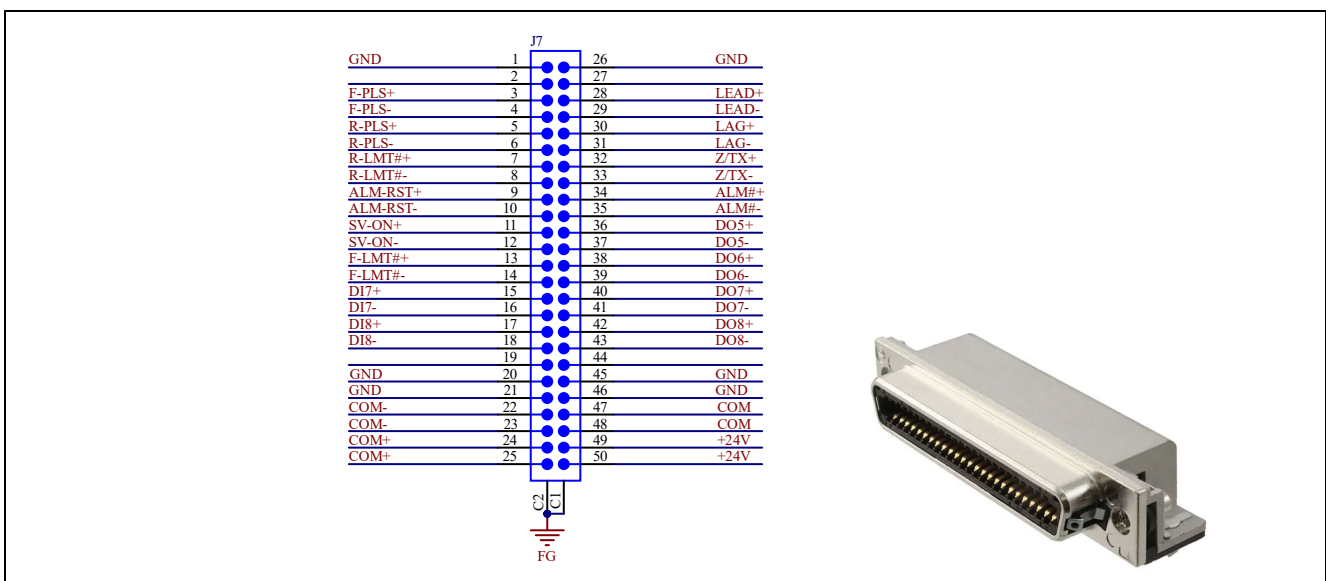 J7
GND 1 26 GND
2 27
F-PLS+ 3 28 LEAD+
F-PLS- 4 29 LEAD-
R-PLS+ 5 30 LAG+
R-PLS- 6 31 LAG-
R-LMT#+ 7 32 Z/TX+
R-LMT#- 8 33 Z/TX-
ALM-RST+ 9 34 ALM#+
ALM-RST- 10 35 ALM#-
SV-ON+ 11 36 DO5+
SV-ON- 12 37 DO5-
F-LMT#+ 13 38 DO6+
F-LMT#- 14 39 DO6-
DI7+ 15 40 DO7+
DI7- 16 41 DO7-
DI8+ 17 42 DO8+
DI8- 18 43 DO8-
19 44
GND 20 45 GND
GND 21 46 GND
COM- 22 47 COM
COM- 23 48 COM
COM+ 24 49 +24V
COM+ 25 50 +24V
C2 C1
FG